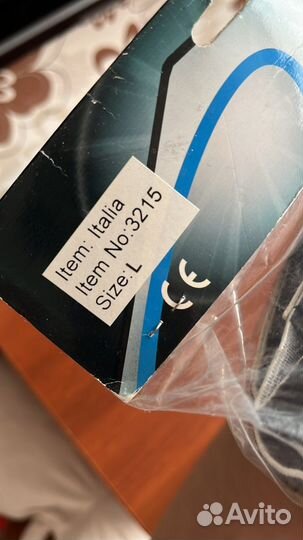 Item: Italia
Item No:3215
Size: L
CE
Avito